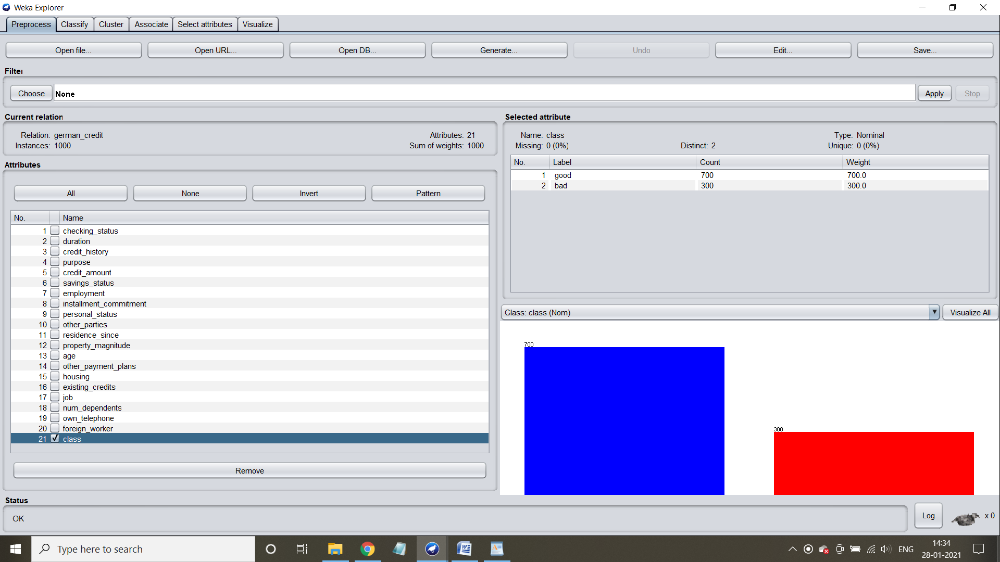 Weka Explorer
Preprocess Classify Cluster Associate Select attributes Visualize
Open file... Open URL... Open DB... Generate... Undo Edit... Save...
Filter
Choose None Apply Stop
Current relation
Relation: german_credit Attributes: 21
Instances: 1000 Sum of weights: 1000
Attributes
All None Invert Pattern
No. Name
1 checking_status
2 duration
3 credit_history
4 purpose
5 credit_amount
6 savings_status
7 employment
8 installment_commitment
9 personal_status
10 other_parties
11 residence_since
12 property_magnitude
13 age
14 other_payment_plans
15 housing
16 existing_credits
17 job
18 num_dependents
19 own_telephone
20 foreign_worker
21 class
Remove
Selected attribute
Name: class Type: Nominal
Missing: 0 (0%) Distinct: 2 Unique: 0 (0%)
No. Label Count Weight
1 good 700 700.0
2 bad 300 300.0
Class: class (Nom) Visualize All
700
300
Status
OK
Log x 0
Type here to search
ENG
14:34
28-01-2021